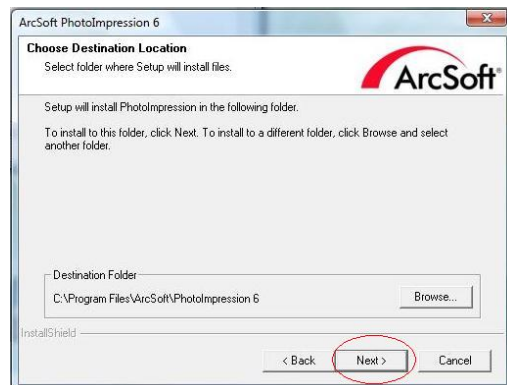 ArcSoft PhotoImpression 6
Choose Destination Location
Select folder where Setup will install files.
ArcSoft
Setup will install PhotoImpression in the following folder.
To install to this folder, click Next. To install to a different folder, click Browse and select
another folder.
Destination Folder
C:\Program Files\ArcSoft\PhotoImpression 6
Browse...
InstallShield
< Back
Next >
Cancel